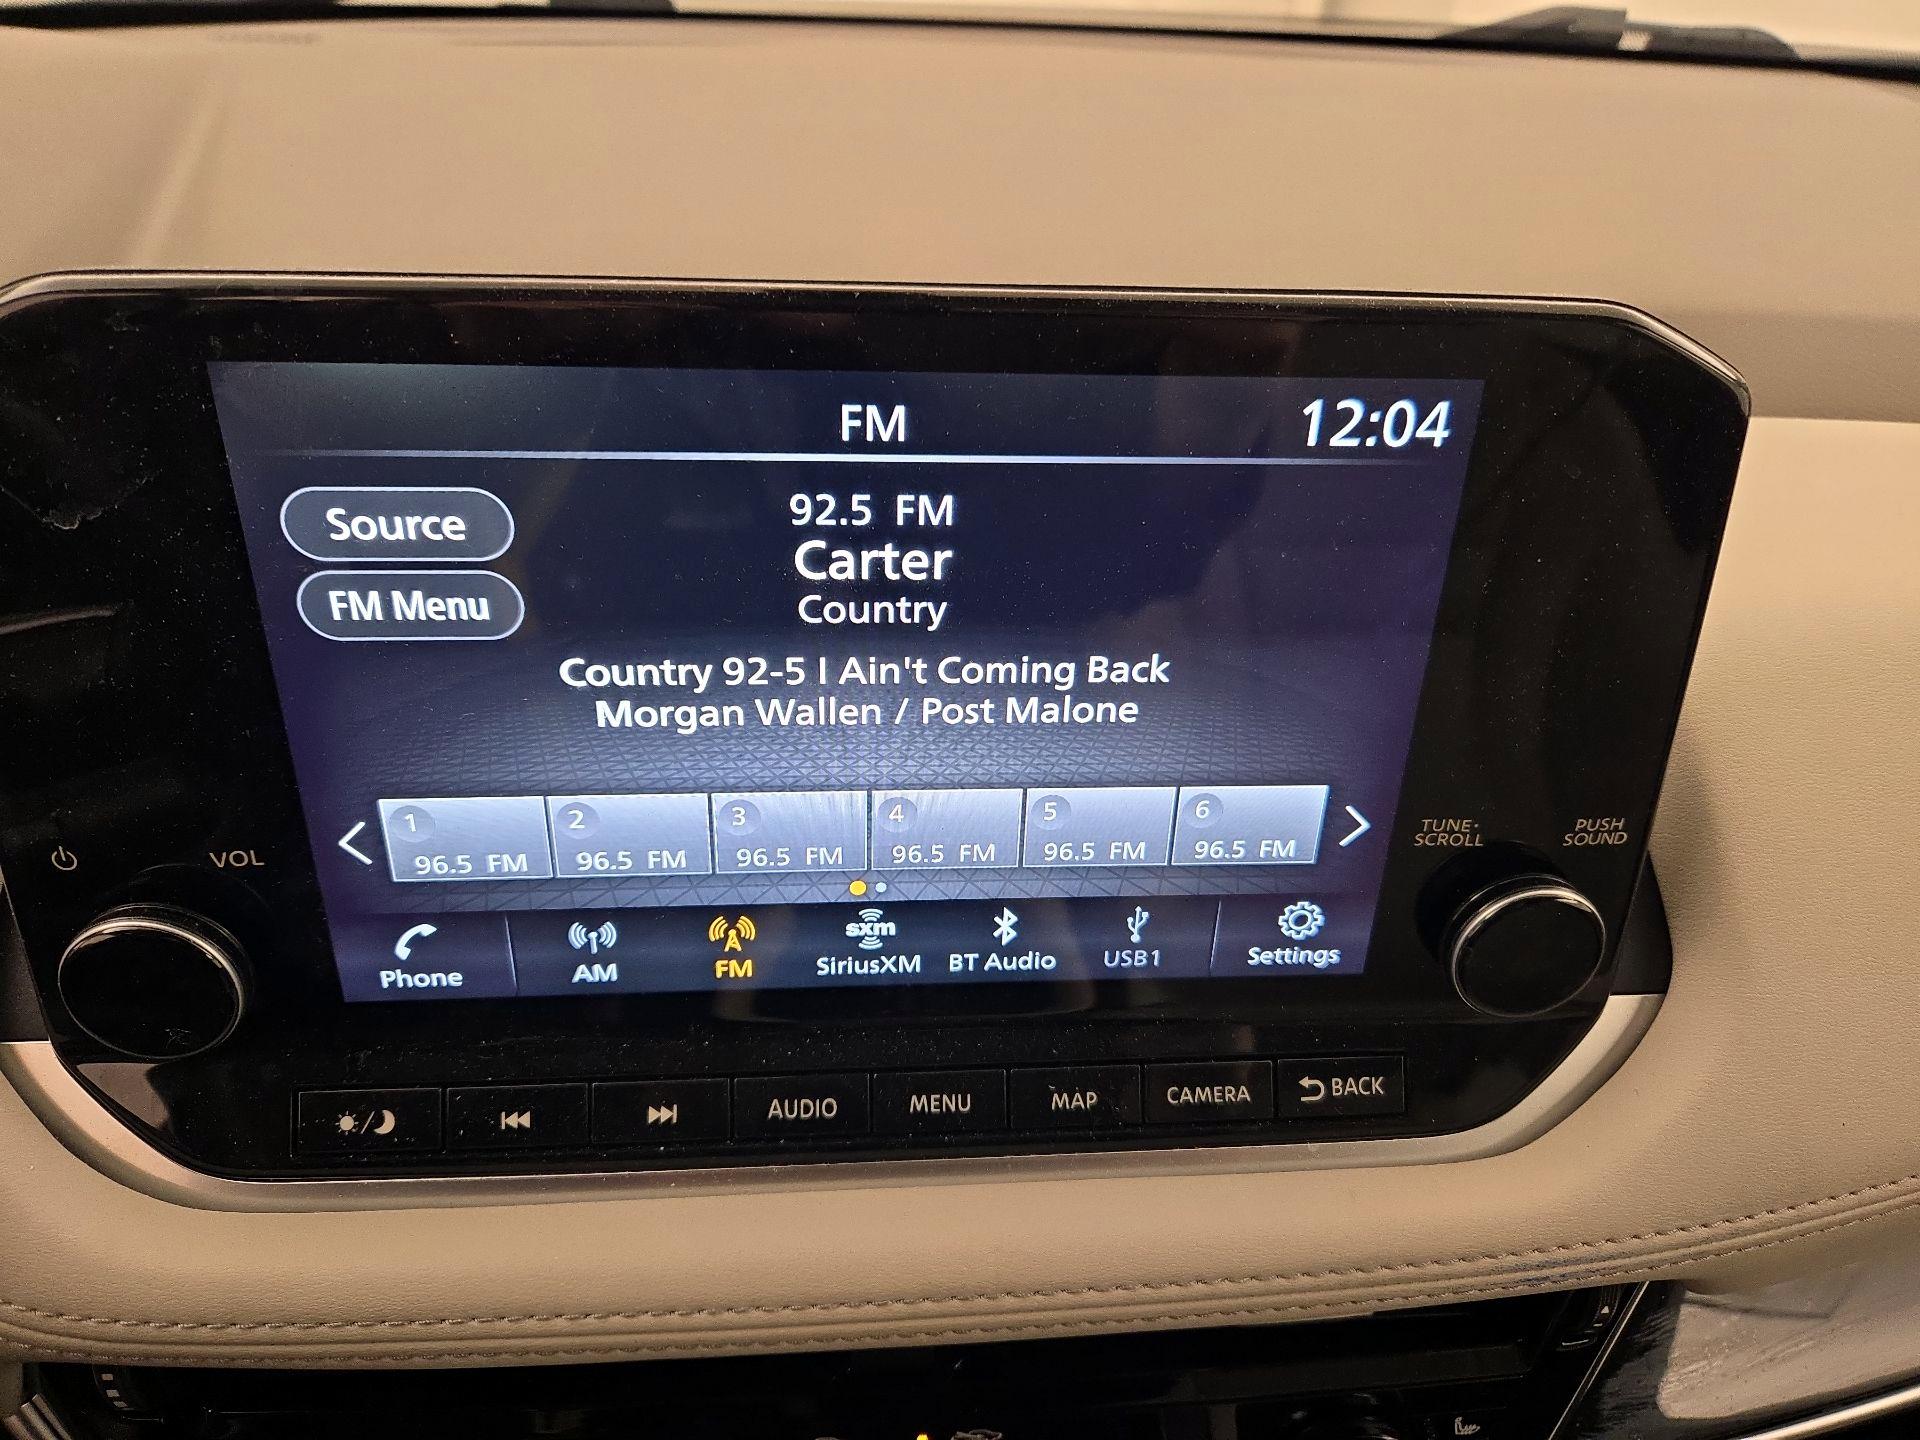 FM
12:04
Source
92.5 FM
Carter
FM Menu
Country
Country 92-5 I Ain't Coming Back
Morgan Wallen / Post Malone
1
2
3
4
5
6
96.5 FM
96.5 FM
96.5 FM
96.5 FM
96.5 FM
96.5 FM
VOL
TUNE·
SCROLL
PUSH
SOUND
sxm
Phone
AM
FM
SiriusXM
BT Audio
USB1
Settings
AUDIO
MENU
MAP
CAMERA
BACK